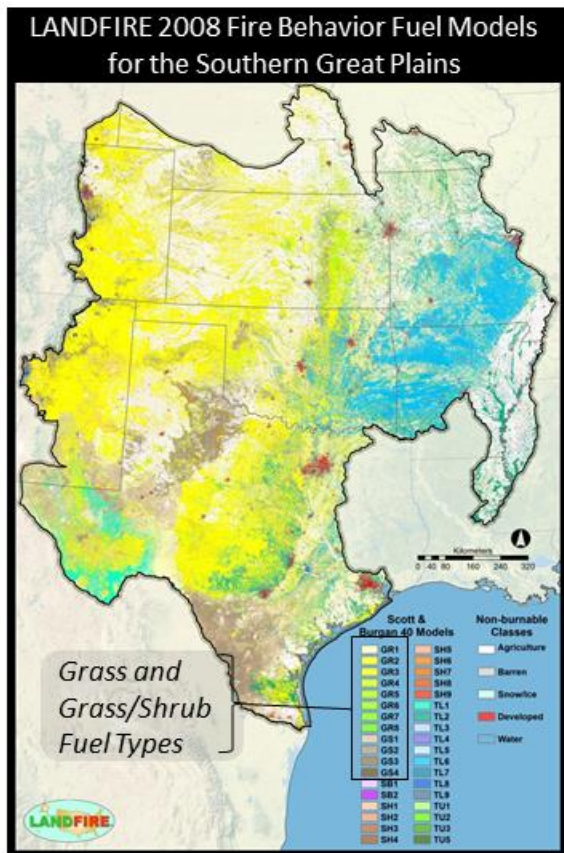 LANDFIRE 2008 Fire Behavior Fuel Models
for the Southern Great Plains
Kilometers
0 40 80 160 240 320
Scott &
Burgan 40 Models
Non-burnable
Classes
GR1
GR2
GR3
GR4
GR5
GR6
GR7
GR8
GS1
GS2
GS3
GS4
SB1
SB2
SH1
SH2
SH3
SH4
SH5
SH6
SH7
SH8
SH9
TL1
TL2
TL3
TL4
TL5
TL6
TL7
TL8
TL9
TU1
TU2
TU3
TU5
Agriculture
Barren
Snow/Ice
Developed
Water
Grass and
Grass/Shrub
Fuel Types
LANDFIRE